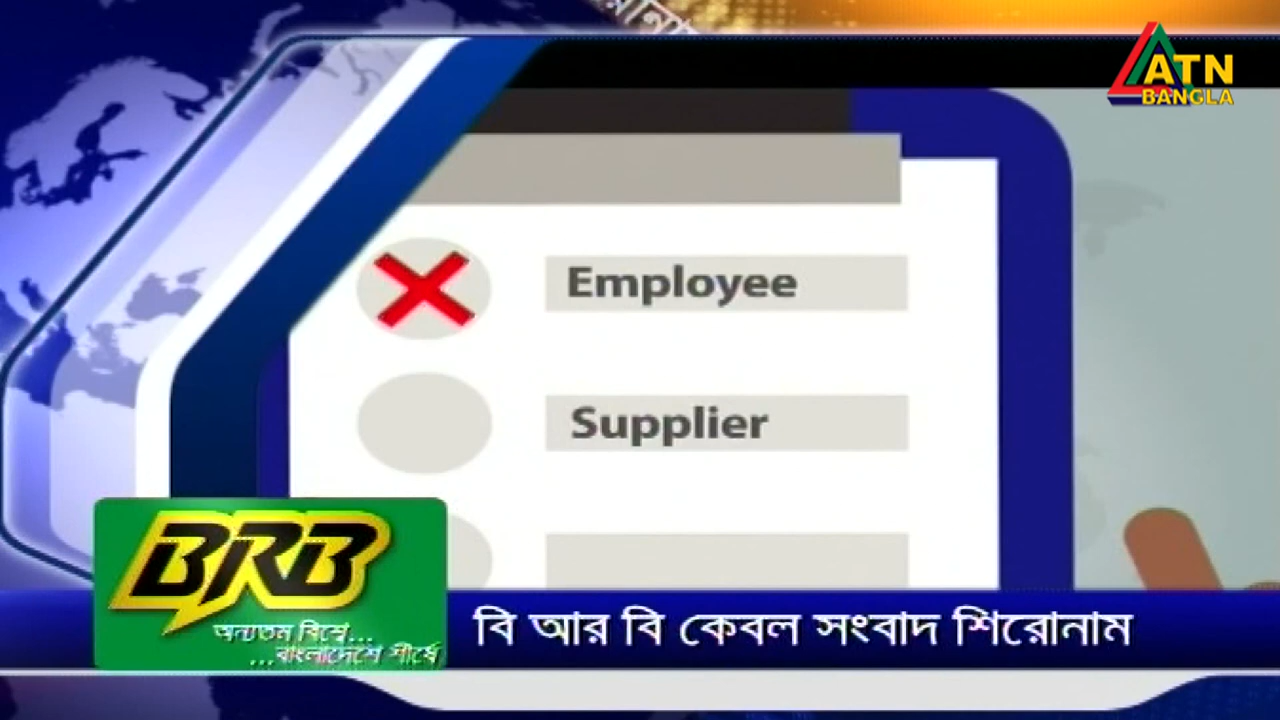 ATN
BANGLA
Employee
Supplier
BRB
অন্যতম বিশ্বে...
...বাংলাদেশে শীর্ষে
বি আর বি কেবল সংবাদ শিরোনাম